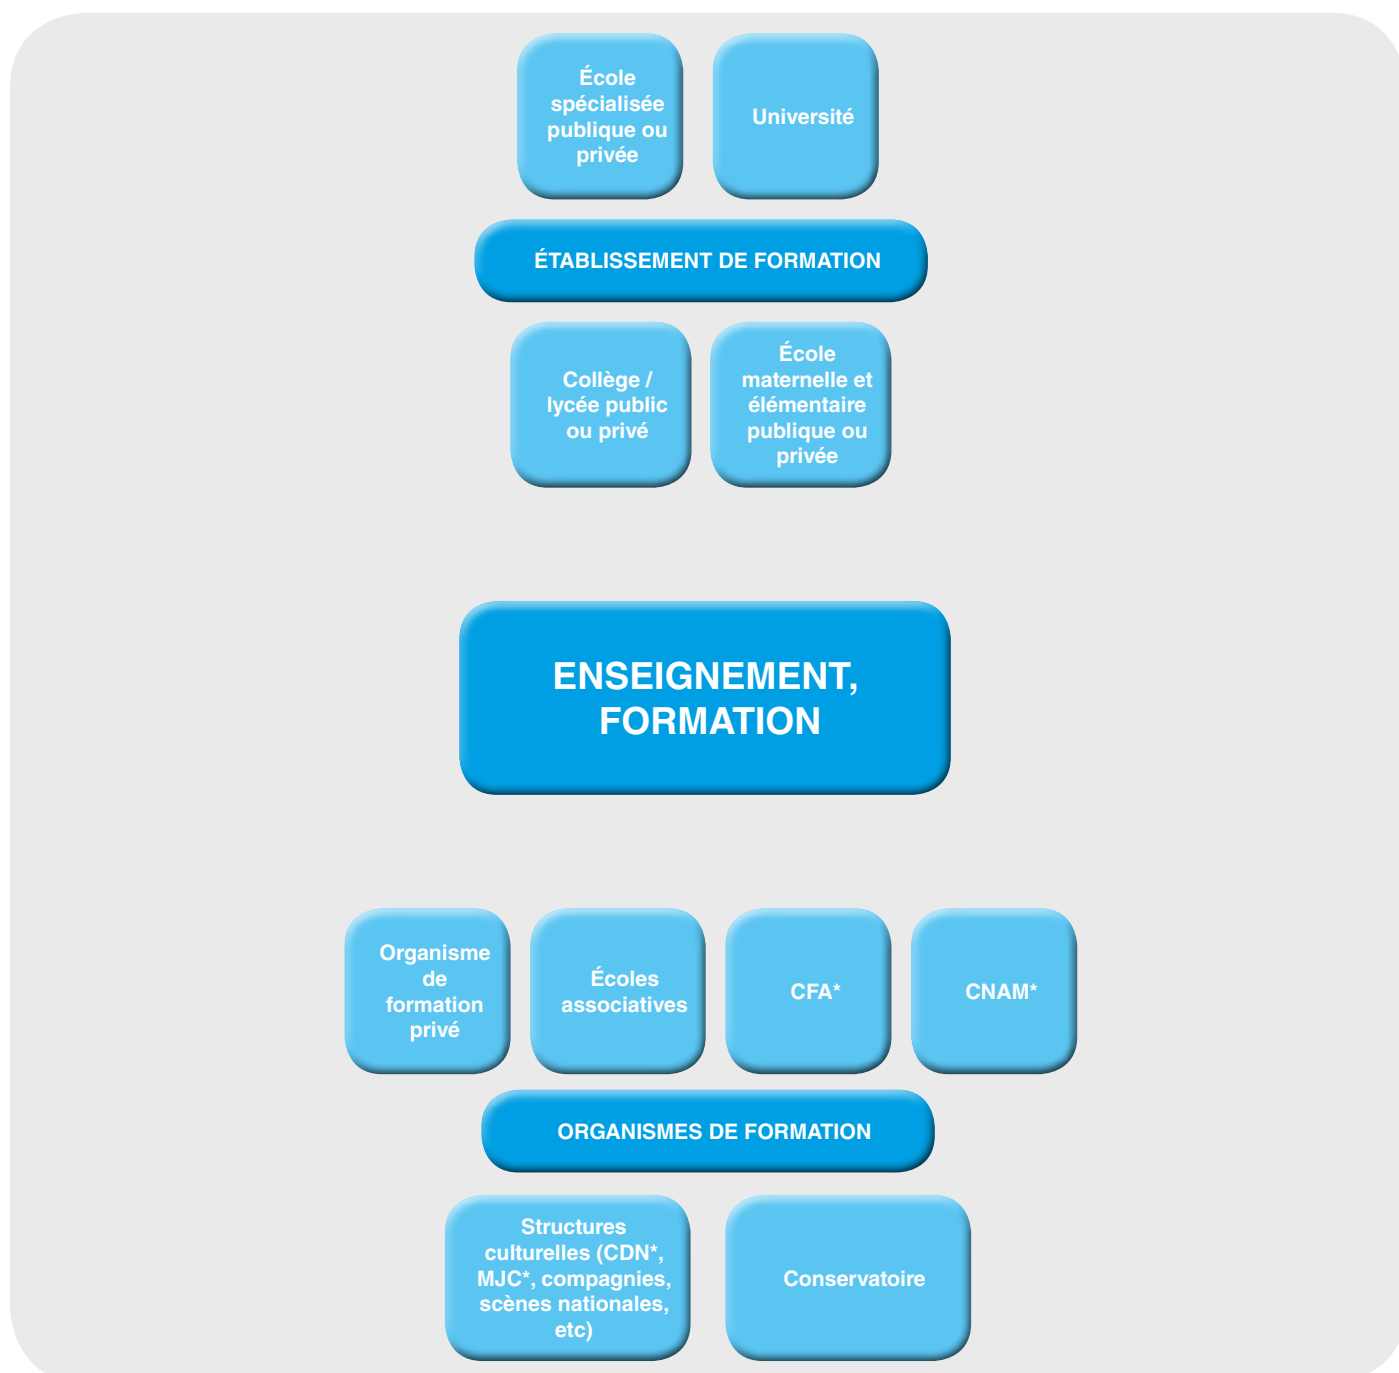 École
spécialisée
publique ou
privée
Université
ÉTABLISSEMENT DE FORMATION
Collège /
lycée public
ou privé
École
maternelle et
élémentaire
publique ou
privée
ENSEIGNEMENT,
FORMATION
Organisme
de
formation
privé
Écoles
associatives
CFA*
CNAM*
ORGANISMES DE FORMATION
Structures
culturelles (CDN*,
MJC*, compagnies,
scènes nationales,
etc)
Conservatoire